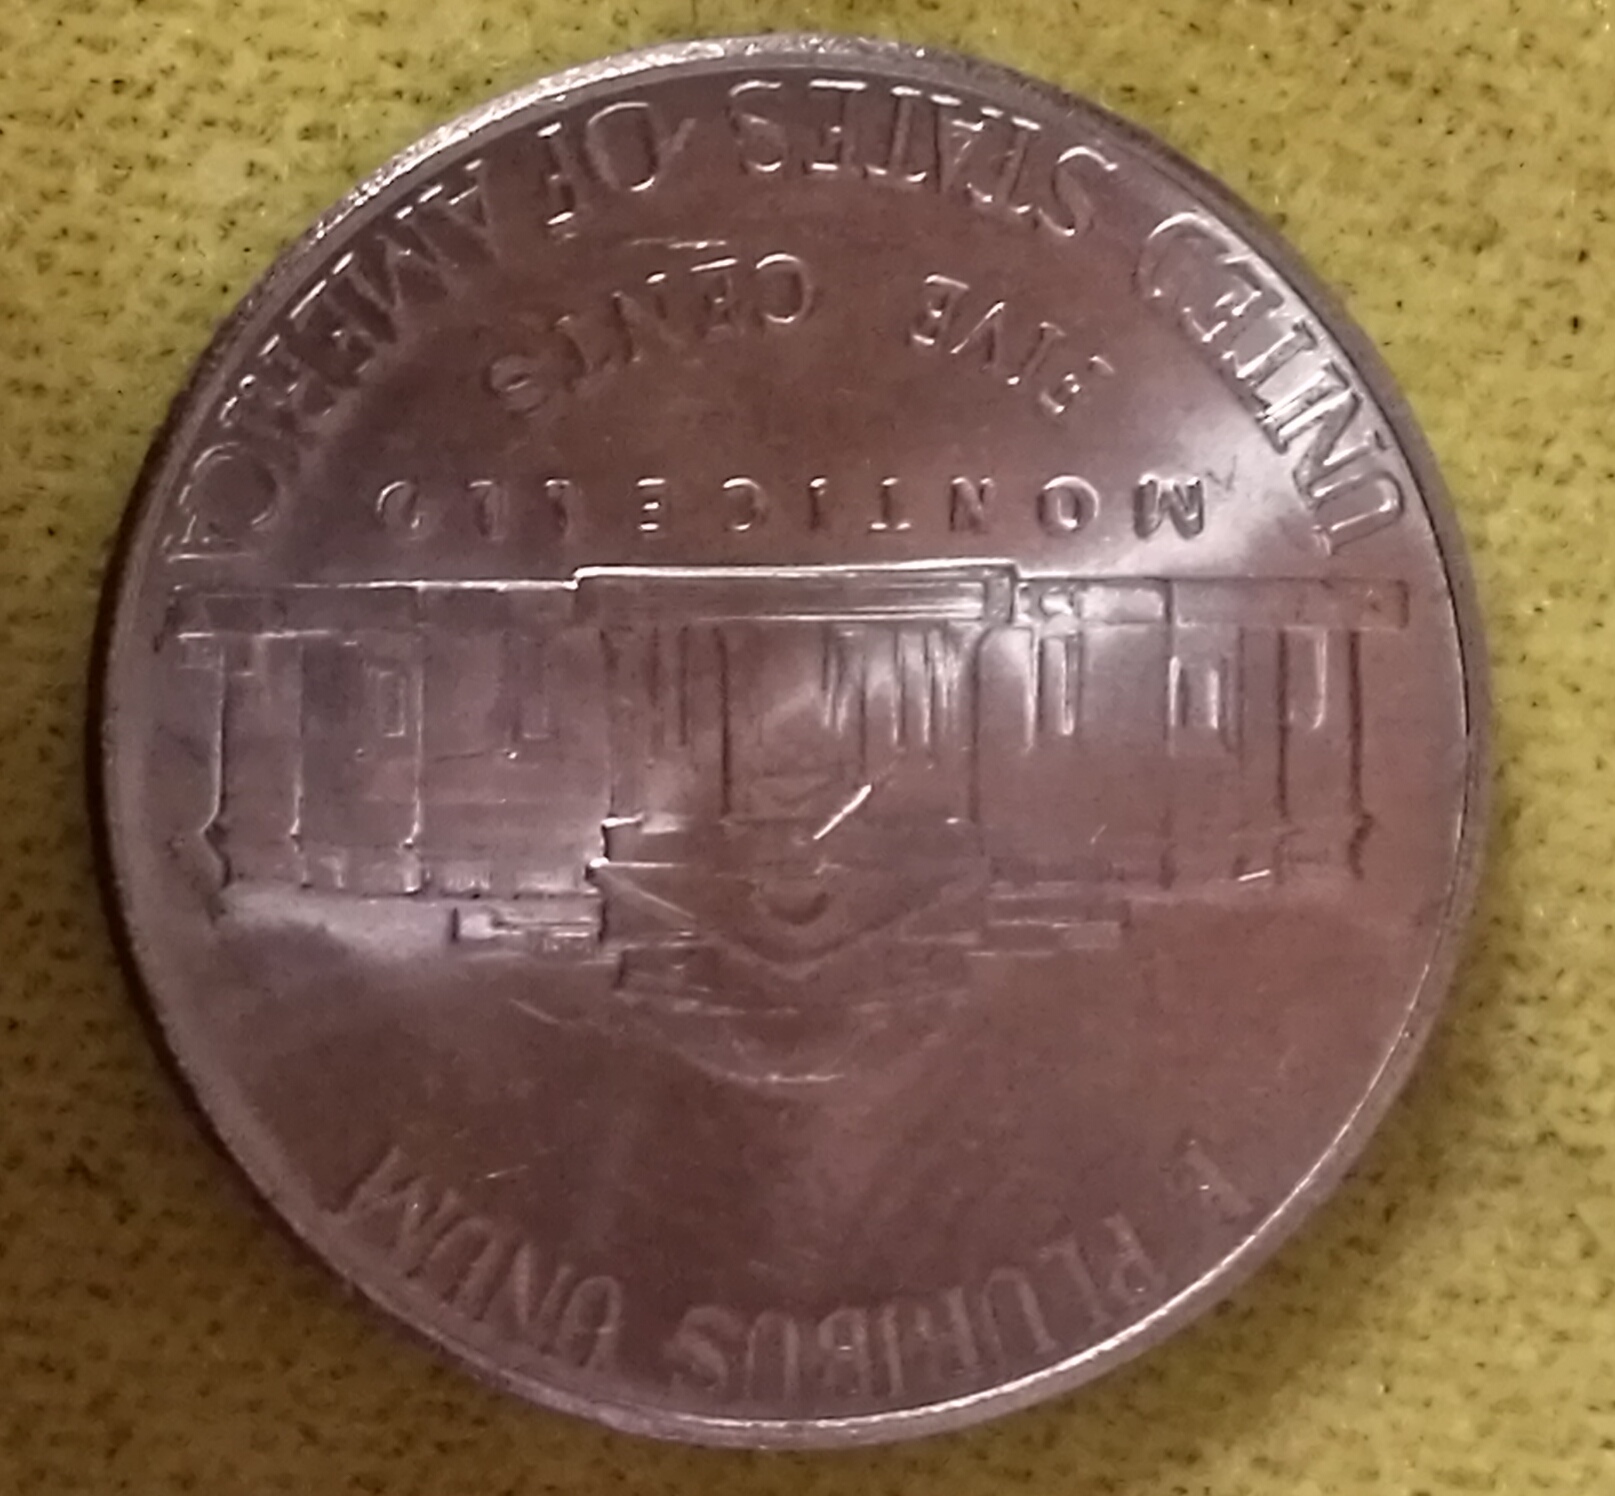 E PLURIBUS UNUM
MONTICELLO
FIVE CENTS
UNITED STATES OF AMERICA